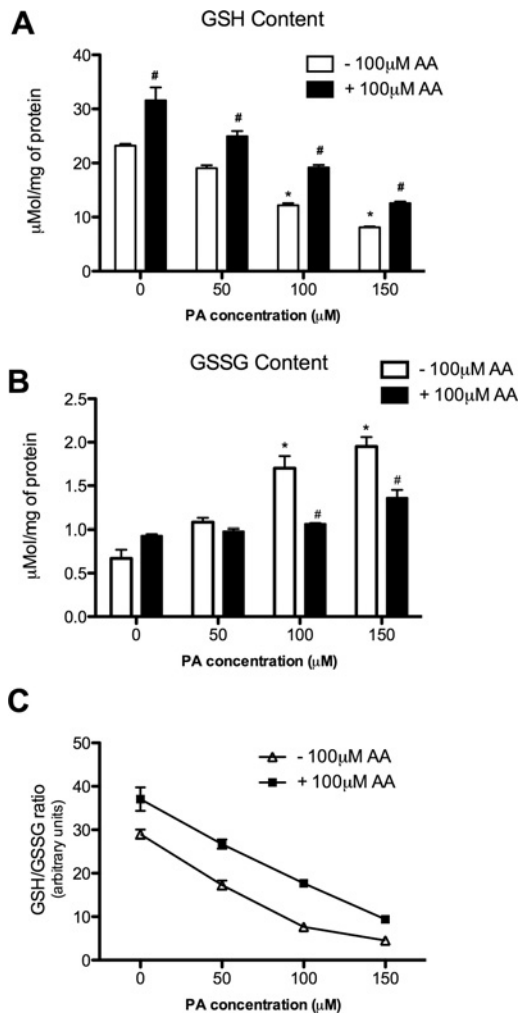 A
GSH Content
- 100μM AA
+ 100μM AA
μMol/mg of protein
40
30
20
10
0
#
#
*
#
*
#
0 50 100 150
PA concentration (μM)
B
GSSG Content
- 100μM AA
+ 100μM AA
μMol/mg of protein
2.5
2.0
1.5
1.0
0.5
0.0
*
#
*
#
0 50 100 150
PA concentration (μM)
C
- 100μM AA
+ 100μM AA
GSH/GSSG ratio
(arbitrary units)
50
40
30
20
10
0
0 50 100 150
PA concentration (μM)